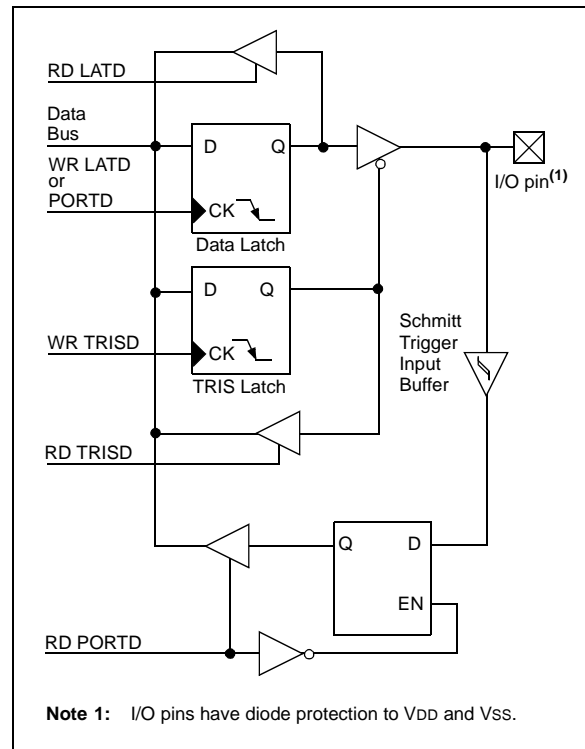 RD LATD
Data
Bus
D Q
WR LATD
or
PORTD
CK
Data Latch
I/O pin(1)
D Q
WR TRISD
CK
TRIS Latch
Schmitt
Trigger
Input
Buffer
RD TRISD
Q D
EN
RD PORTD
Note 1: I/O pins have diode protection to VDD and VSS.